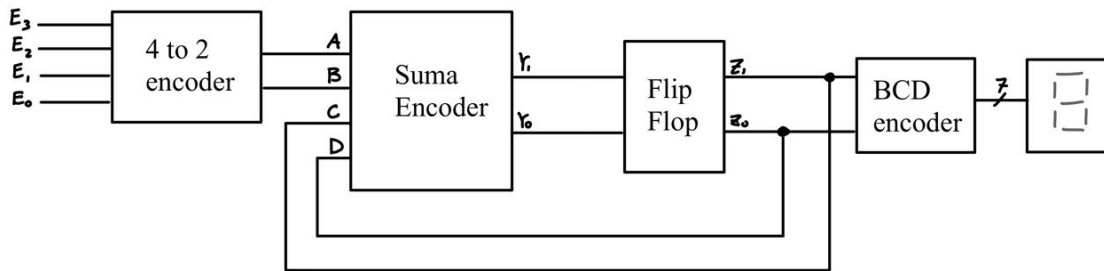 E₃
E₂
E₁
E₀
4 to 2
encoder
A
B
C
D
Suma
Encoder
Y₁
Y₀
Flip
Flop
Z₁
Z₀
BCD
encoder
7
8